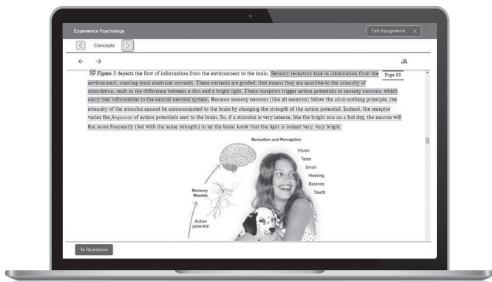 Experience Psychology
Exit Assignment X
< Concepts >
← →
AA
Figure 3 depicts the flow of information from the environment to the brain. Sensory receptors take in information from the
Page 83
environment, creating local electrical currents. These currents are graded; that means they are sensitive to the intensity of
stimulation, such as the difference between a dim and a bright light. These receptors trigger action potentials in sensory neurons, which
carry that information to the central nervous system. Because sensory neurons (like all neurons) follow the all-or-nothing principle, the
intensity of the stimulus cannot be communicated to the brain by changing the strength of the action potential. Instead, the receptor
varies the frequency of action potentials sent to the brain. So, if a stimulus is very intense, like the bright sun on a hot day, the neuron will
fire more frequently (but with the same strength) to let the brain know that the light is indeed very, very bright.
Sensation and Perception
Vision
Taste
Smell
Hearing
Balance
Touch
Sensory
Neurons
Action
potential
To Questions